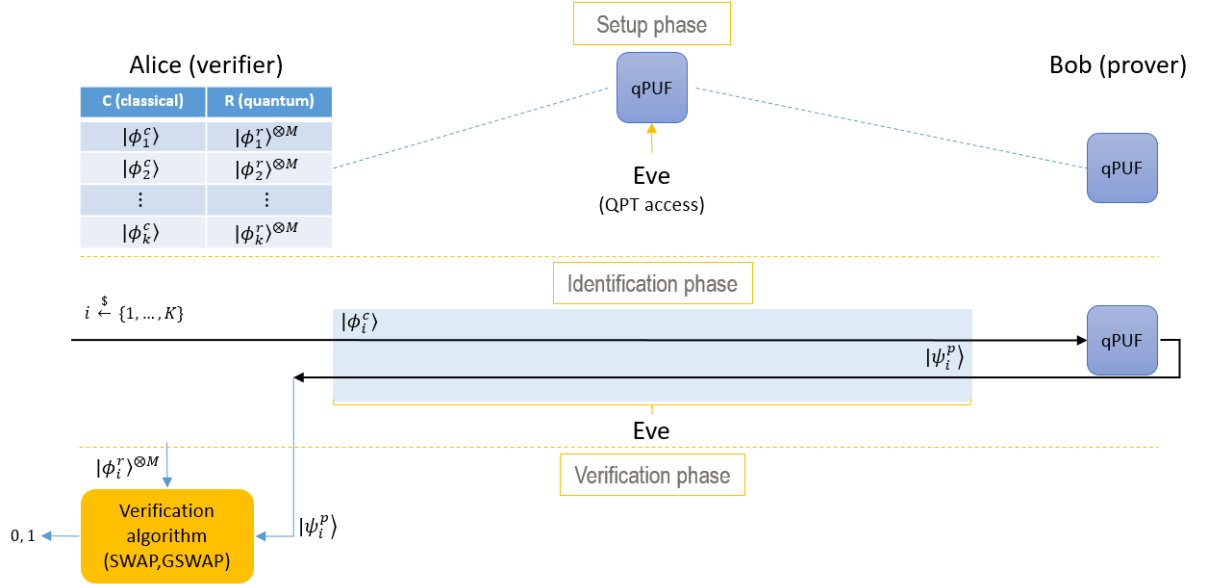 Setup phase
Alice (verifier)
Bob (prover)
qPUF
C (classical) R (quantum)
|ϕ₁ᶜ⟩ |ϕ₁ʳ⟩^{⊗M}
|ϕ₂ᶜ⟩ |ϕ₂ʳ⟩^{⊗M}
⋮ ⋮
|ϕₖᶜ⟩ |ϕₖʳ⟩^{⊗M}
Eve
(QPT access)
qPUF
Identification phase
i $← {1, …, K}
|ϕᵢᶜ⟩
qPUF
|ψᵢᵖ⟩
Eve
Verification phase
|ϕᵢʳ⟩^{⊗M}
Verification
algorithm
(SWAP,GSWAP)
|ψᵢᵖ⟩
0, 1